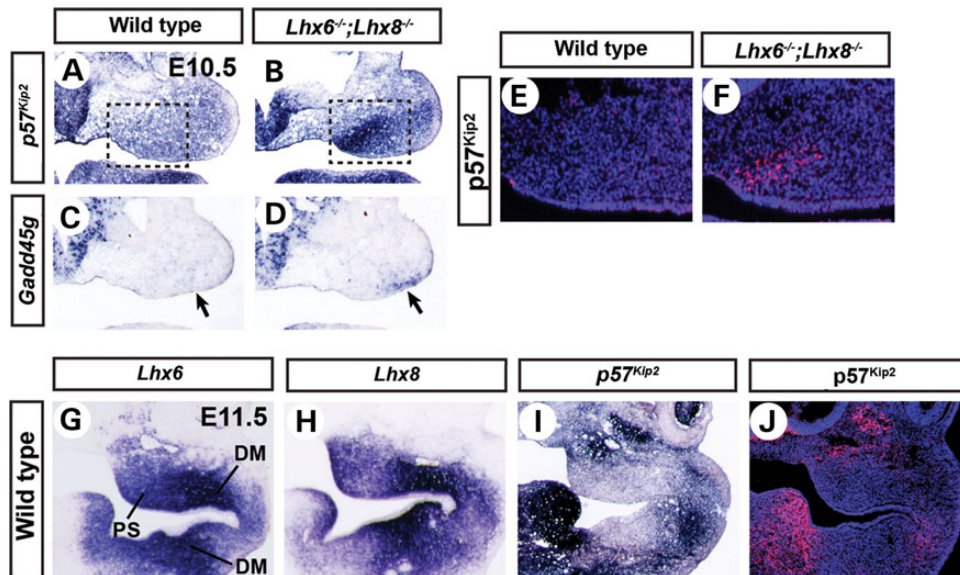 Wild type
Lhx6-/-;Lhx8-/-
p57Kip2
A
E10.5
B
Gadd45g
C
D
Wild type
Lhx6-/-;Lhx8-/-
p57Kip2
E
F
Lhx6
Lhx8
p57Kip2
p57Kip2
Wild type
G
E11.5
DM
PS
DM
H
I
J